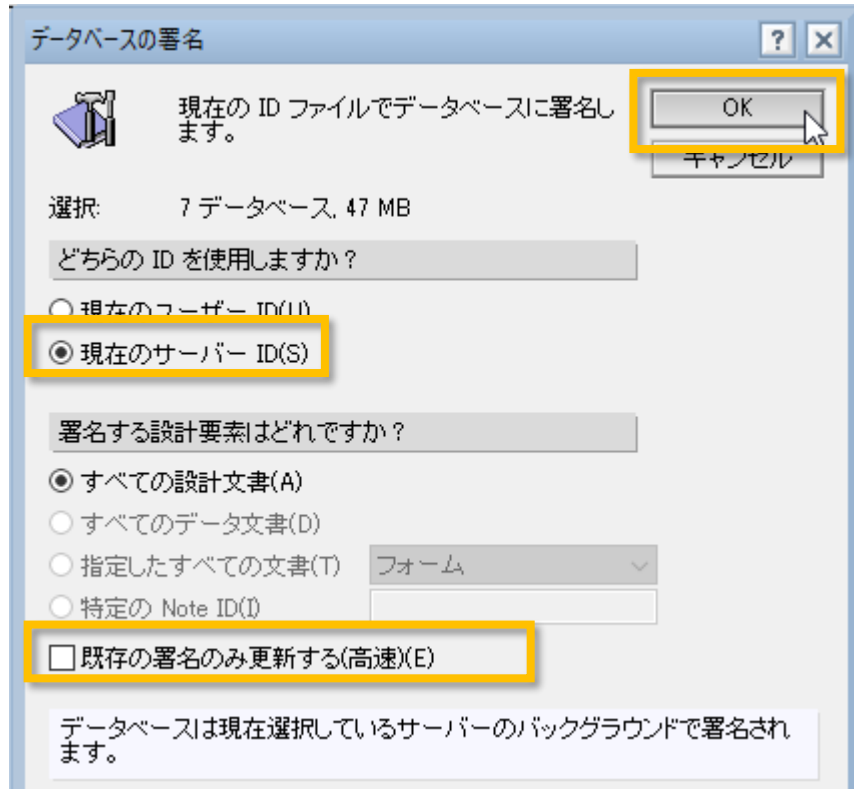 データベースの署名
現在の ID ファイルでデータベースに署名し
ます。
OK
キャンセル
選択: 7 データベース, 47 MB
どちらの ID を使用しますか?
現在のユーザー ID(U)
現在のサーバー ID(S)
署名する設計要素はどれですか?
すべての設計文書(A)
すべてのデータ文書(D)
指定したすべての文書(T) フォーム
特定の Note ID(I)
既存の署名のみ更新する(高速)(E)
データベースは現在選択しているサーバーのバックグラウンドで署名され
ます。